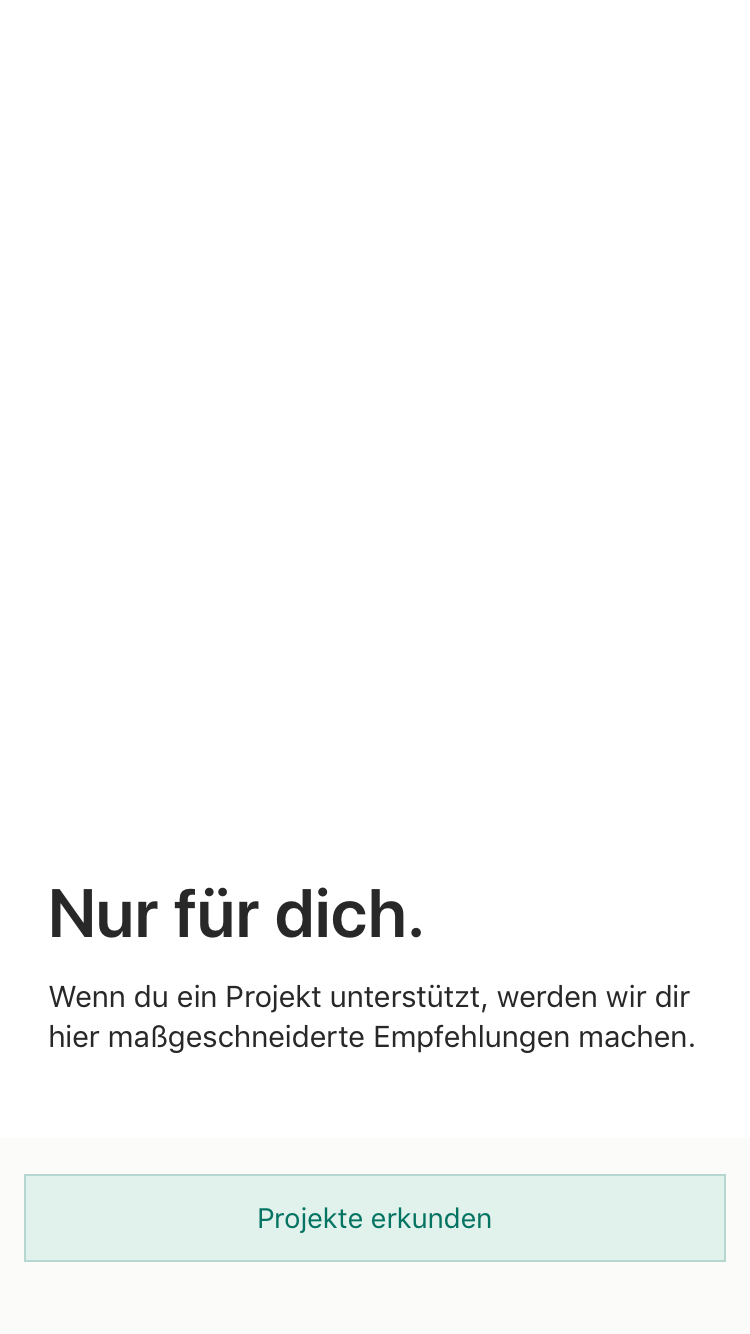 Nur für dich.
Wenn du ein Projekt unterstützt, werden wir dir
hier maßgeschneiderte Empfehlungen machen.
Projekte erkunden